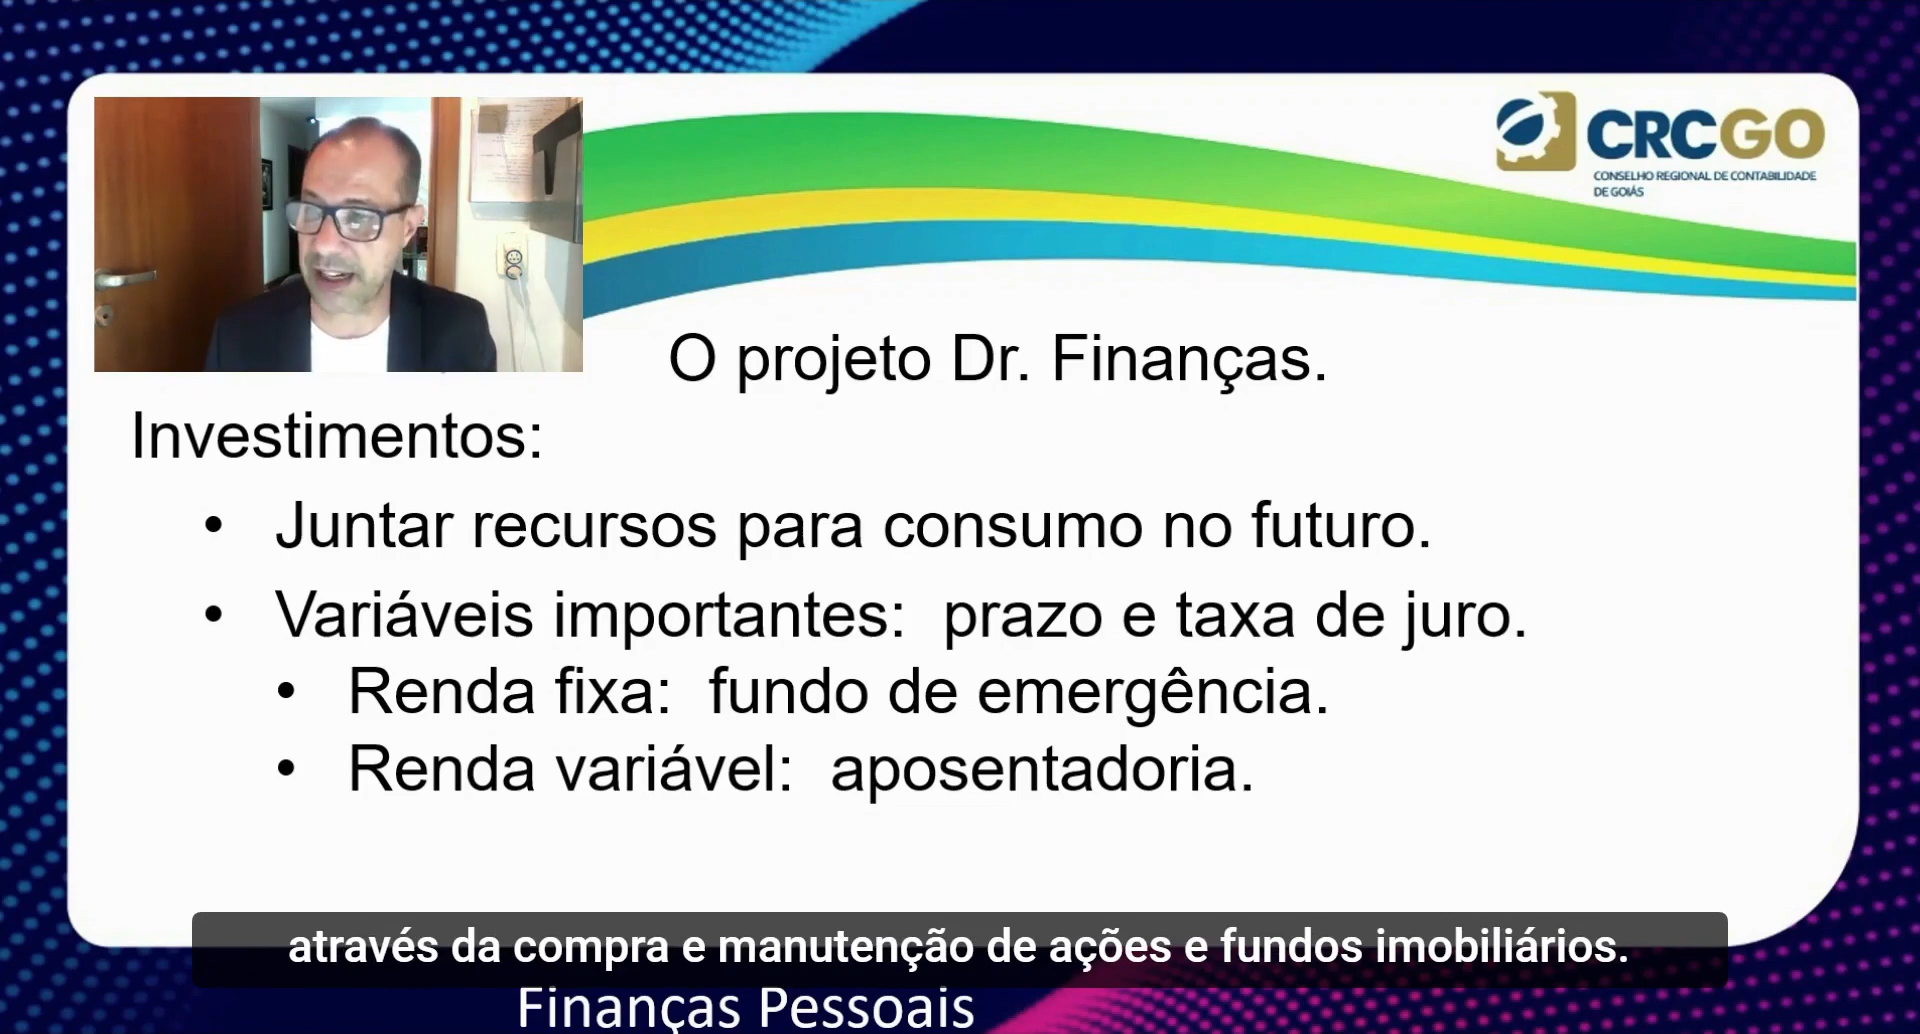 CRCGO
CONSELHO REGIONAL DE CONTABILIDADE
DE GOIÁS
O projeto Dr. Finanças.
Investimentos:
• Juntar recursos para consumo no futuro.
• Variáveis importantes: prazo e taxa de juro.
• Renda fixa: fundo de emergência.
• Renda variável: aposentadoria.
através da compra e manutenção de ações e fundos imobiliários.
Finanças Pessoais